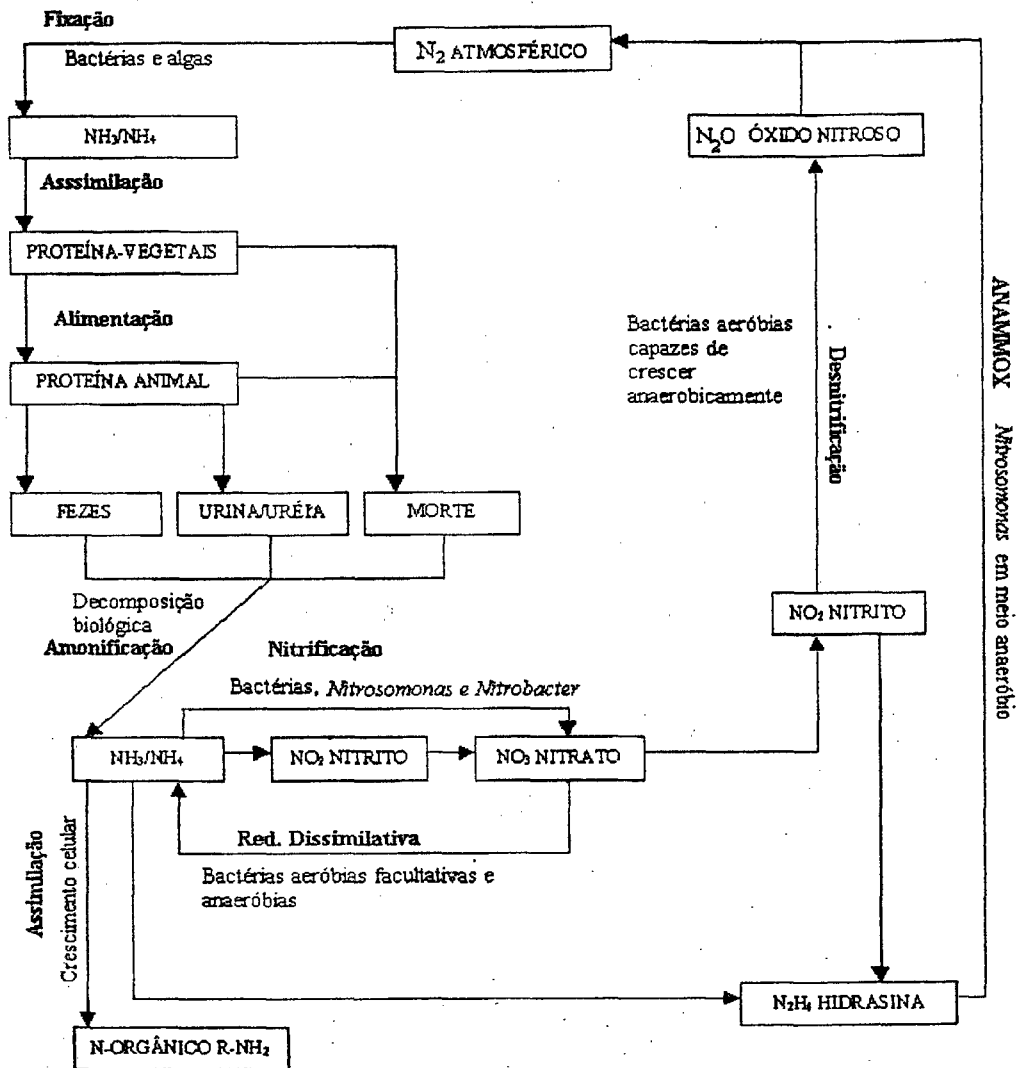 Fixação
N₂ ATMOSFÉRICO
Bactérias e algas
NH₃/NH₄
N₂O ÓXIDO NITROSO
Asssimilação
PROTEÍNA-VEGETAIS
Alimentação
PROTEÍNA ANIMAL
Bactérias aeróbias
capazes de
crescer
anaerobicamente
Desnitrificação
ANAMMOX Nitrosomonas em meio anaeróbio
FEZES
URINA/URÉIA
MORTE
Decomposição
biológica
Amonificação
Nitrificação
Bactérias, Nitrosomonas e Nitrobacter
NO₂ NITRITO
NH₃/NH₄
NO₂ NITRITO
NO₃ NITRATO
Red. Dissimilativa
Bactérias aeróbias facultativas e
anaeróbias
Assimilação
Crescimento celular
N₂H₄ HIDRASINA
N-ORGÂNICO R-NH₂